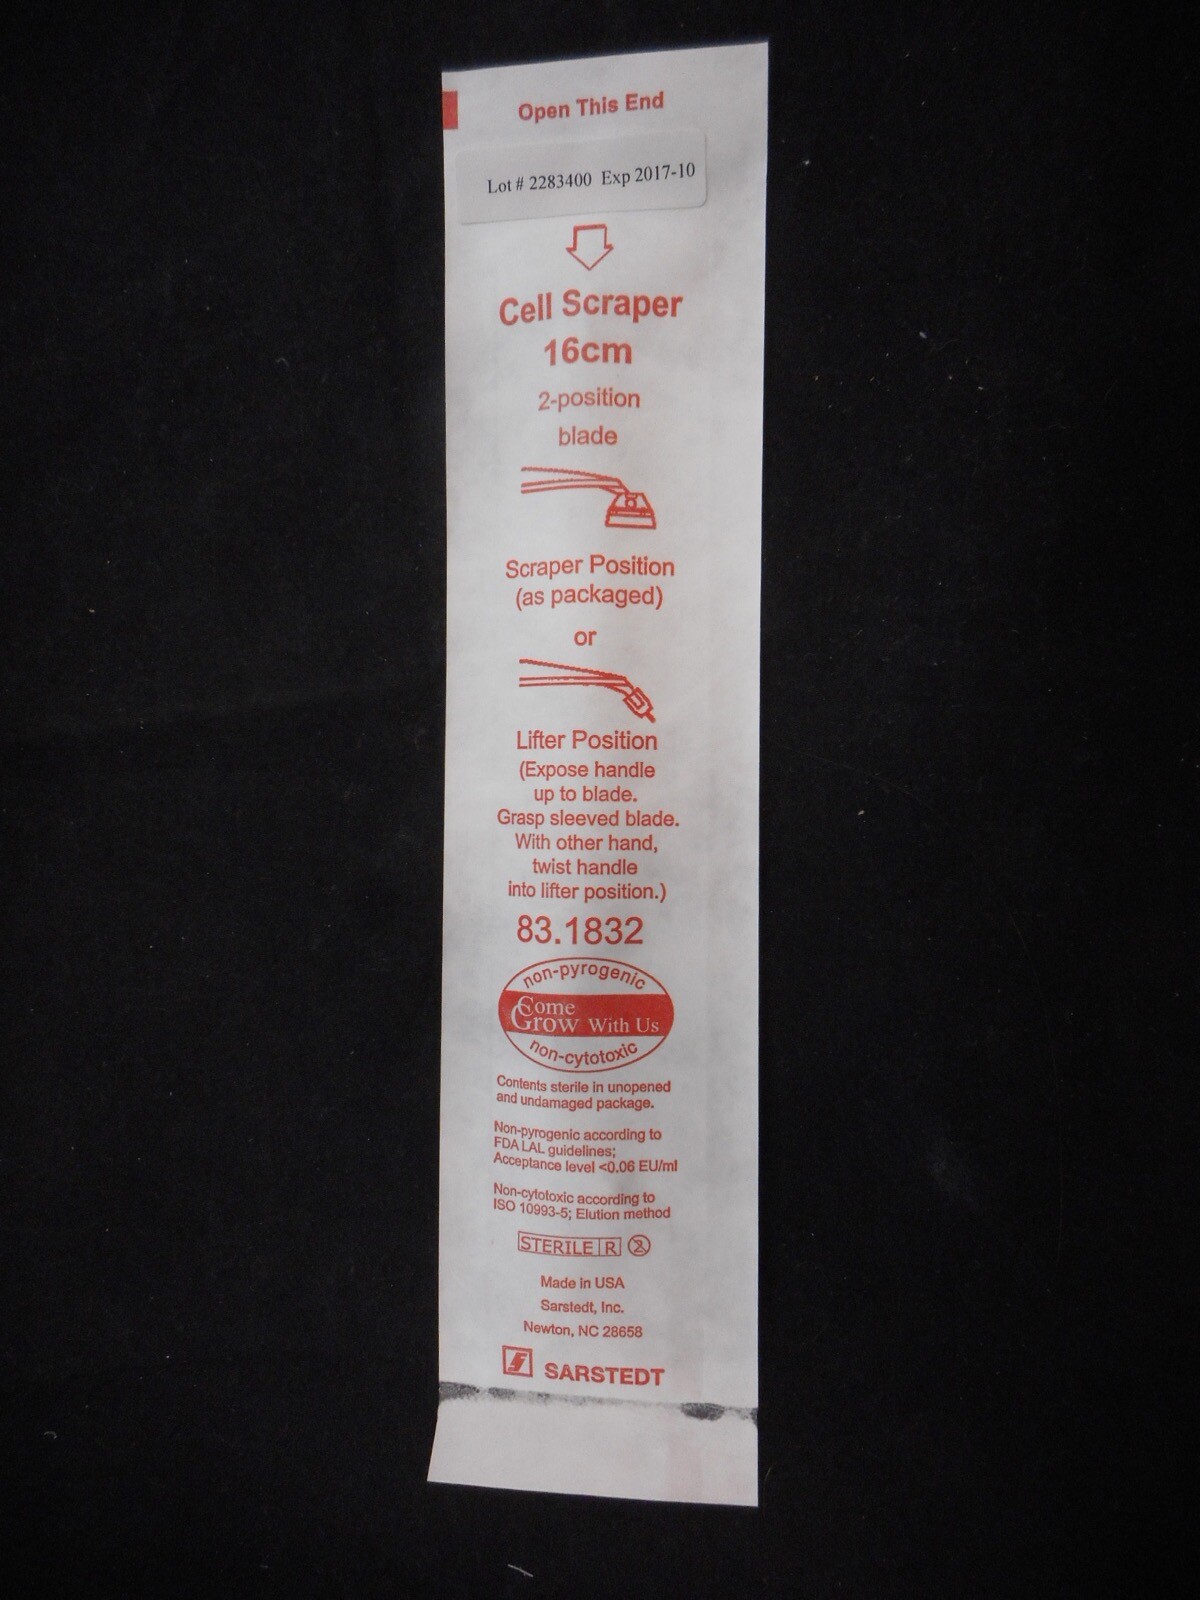 Open This End
Lot # 2283400 Exp 2017-10
Cell Scraper
16cm
2-position
blade
Scraper Position
(as packaged)
or
Lifter Position
(Expose handle
up to blade.
Grasp sleeved blade.
With other hand,
twist handle
into lifter position.)
83.1832
non-pyrogenic
Come
Grow With Us
non-cytotoxic
Contents sterile in unopened
and undamaged package.
Non-pyrogenic according to
FDA LAL guidelines;
Acceptance level <0.06 EU/ml
Non-cytotoxic according to
ISO 10993-5; Elution method
STERILE R 2
Made in USA
Sarstedt, Inc.
Newton, NC 28658
SARSTEDT